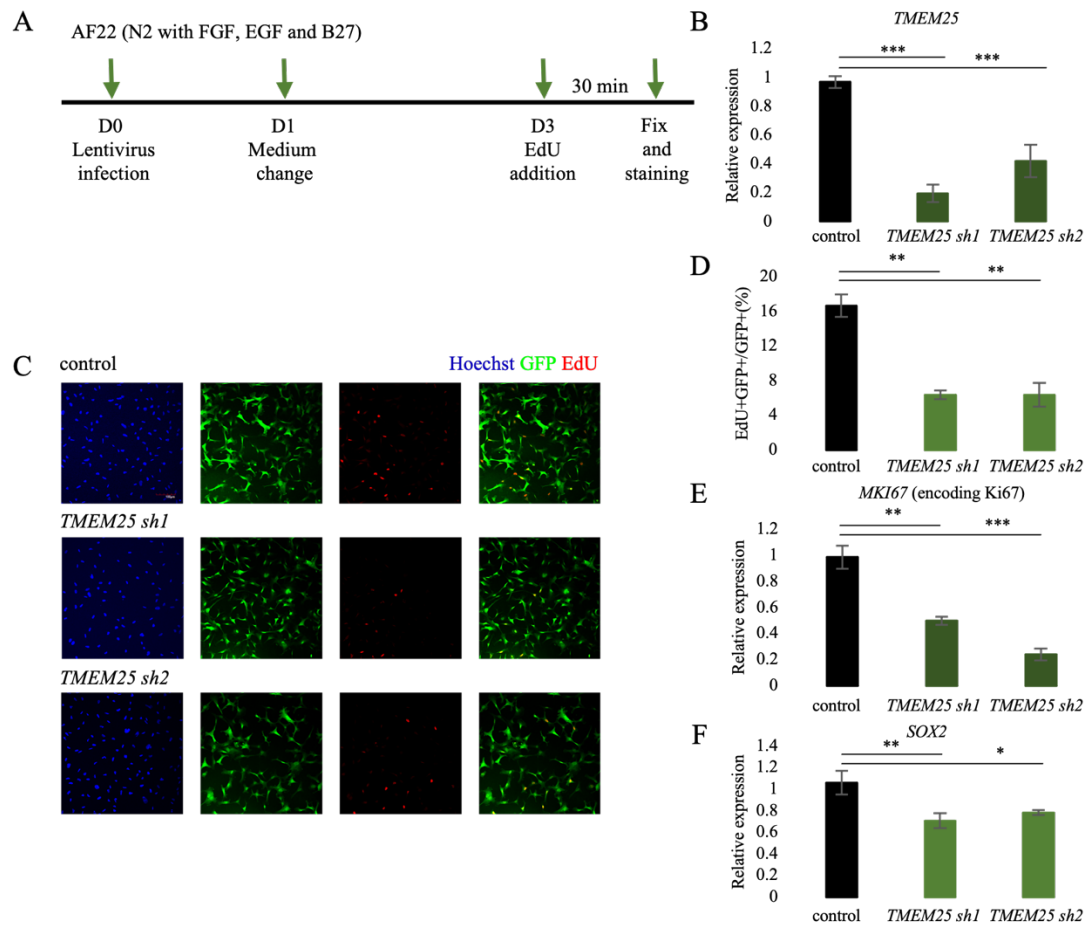 A
AF22 (N2 with FGF, EGF and B27)
30 min
D0
Lentivirus
infection
D1
Medium
change
D3
EdU
addition
Fix
and
staining
B
TMEM25
***
***
Relative expression
1.2
1
0.8
0.6
0.4
0.2
0
control
TMEM25 sh1
TMEM25 sh2
C
control
Hoechst GFP EdU
TMEM25 sh1
TMEM25 sh2
D
**
**
EdU+GFP+/GFP+(%)
20
16
12
8
4
0
control
TMEM25 sh1
TMEM25 sh2
E
MKI67 (encoding Ki67)
**
***
Relative expression
1.2
1
0.8
0.6
0.4
0.2
0
control
TMEM25 sh1
TMEM25 sh2
F
SOX2
**
*
Relative expression
1.4
1.2
1
0.8
0.6
0.4
0.2
0
control
TMEM25 sh1
TMEM25 sh2